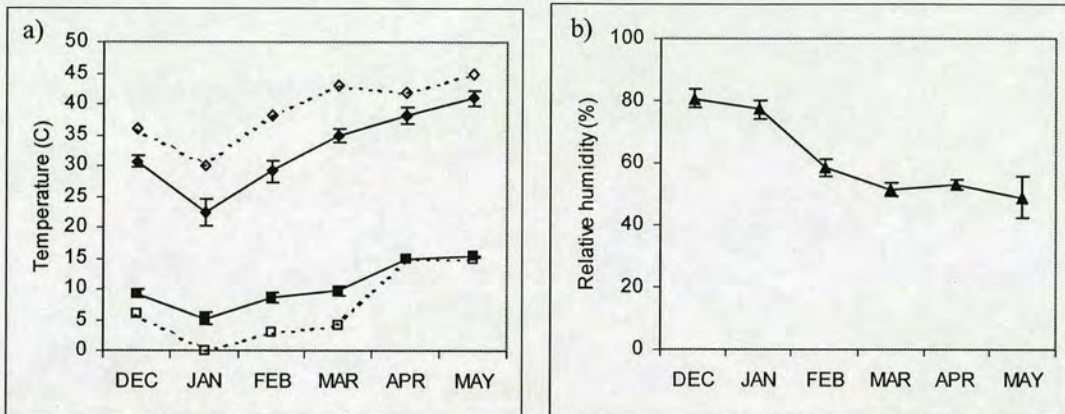 a)
Temperature (C)
50
45
40
35
30
25
20
15
10
5
0
DEC JAN FEB MAR APR MAY
b)
Relative humidity (%)
100
80
60
40
20
0
DEC JAN FEB MAR APR MAY